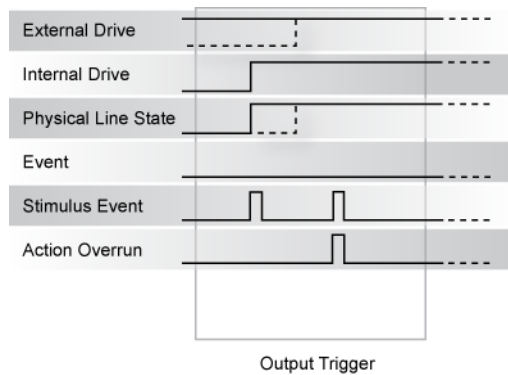 External Drive
Internal Drive
Physical Line State
Event
Stimulus Event
Action Overrun
Output Trigger